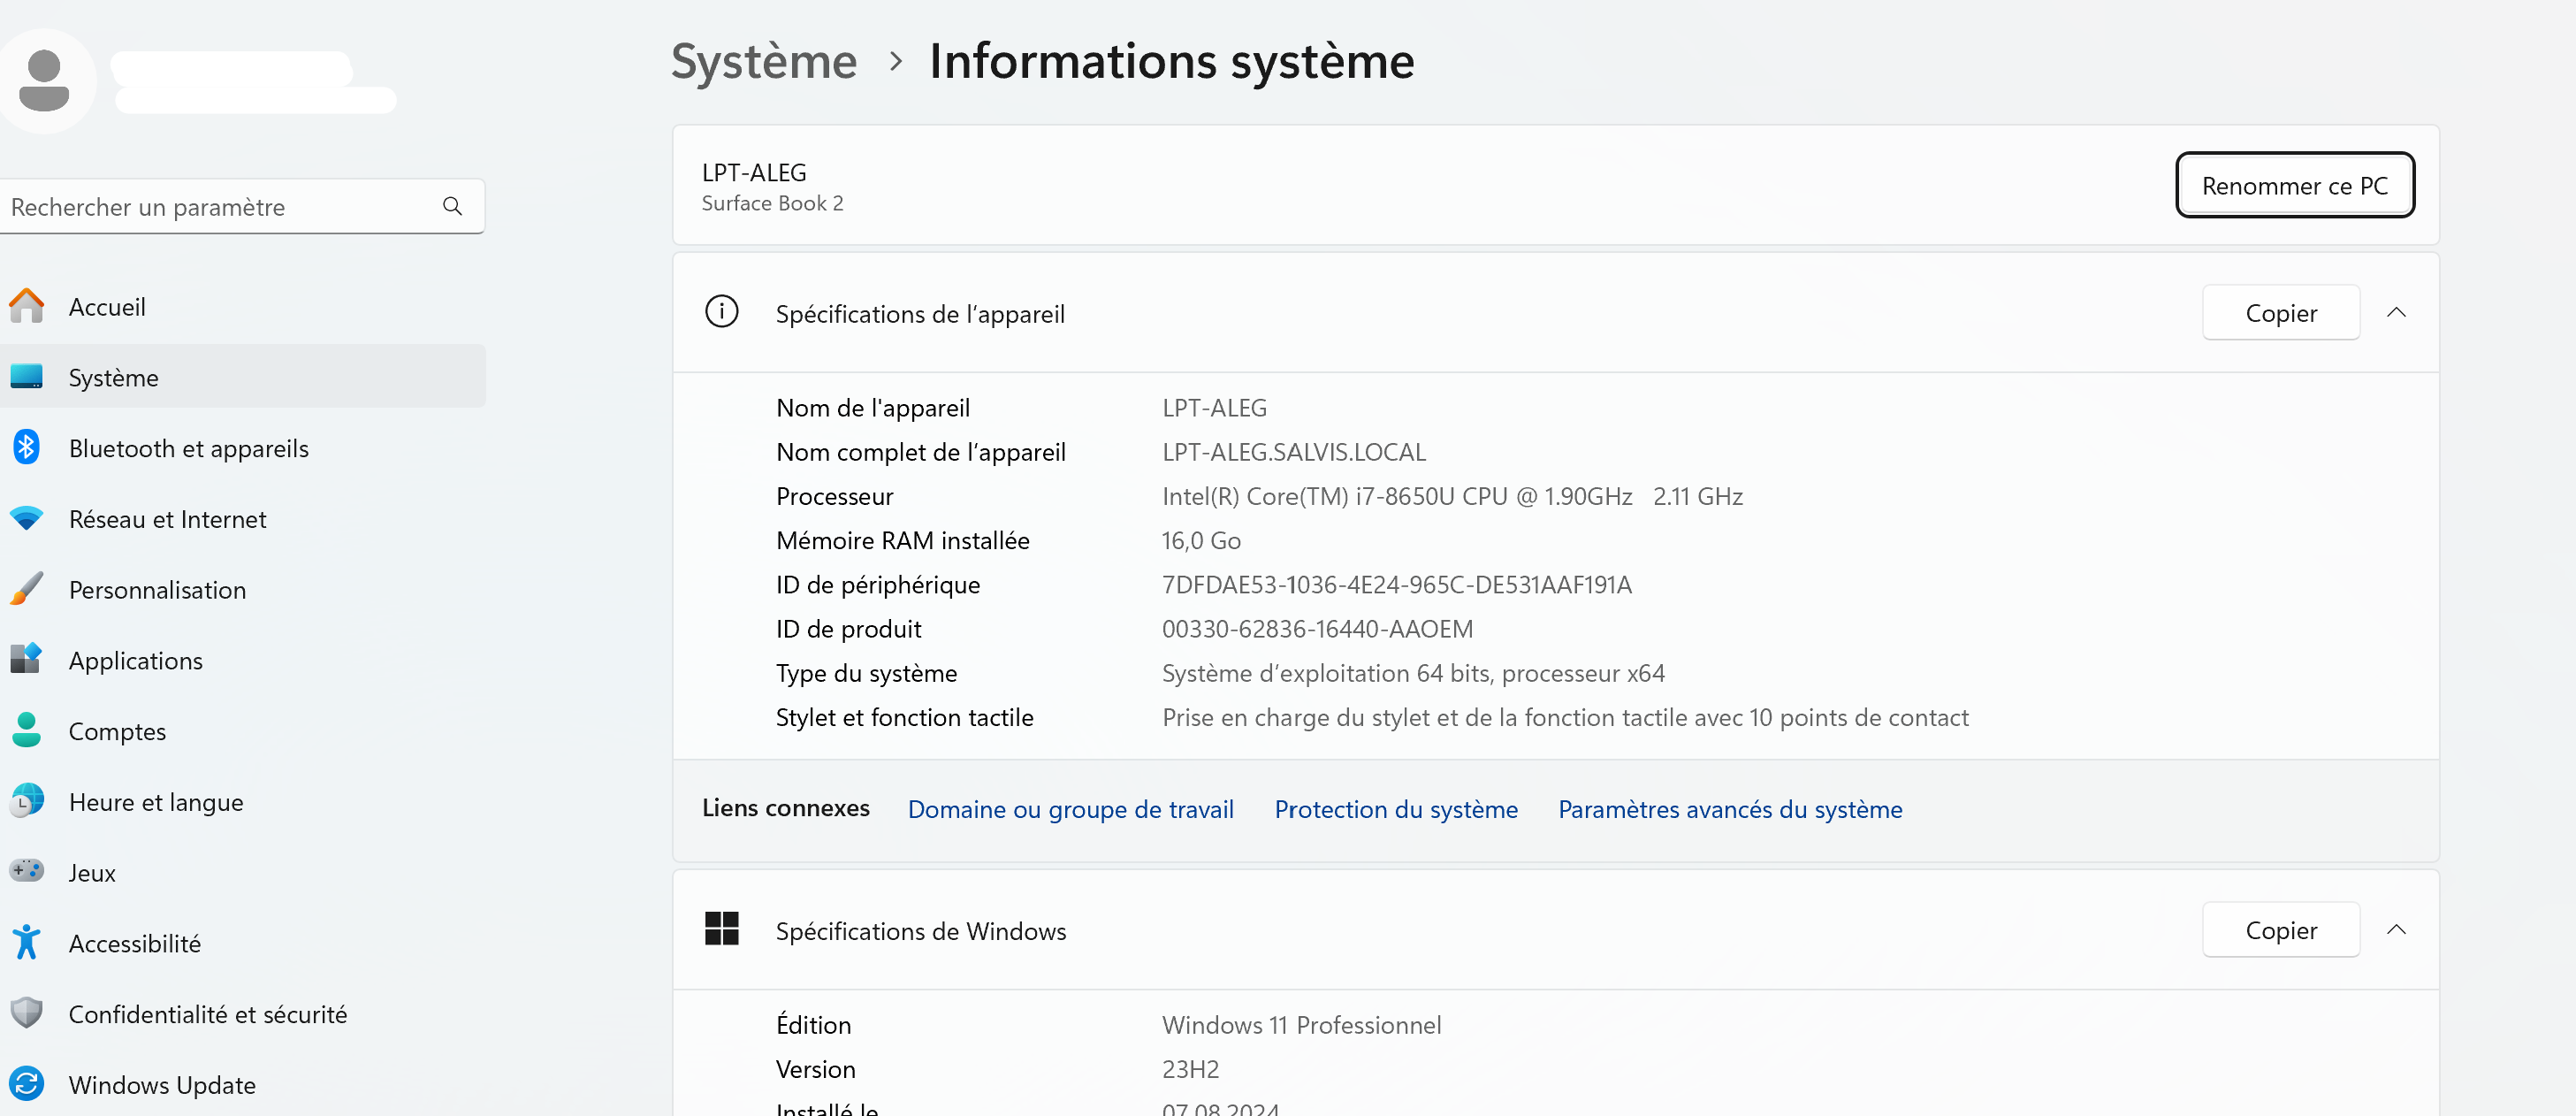 Système > Informations système
Rechercher un paramètre
Accueil
Système
Bluetooth et appareils
Réseau et Internet
Personnalisation
Applications
Comptes
Heure et langue
Jeux
Accessibilité
Confidentialité et sécurité
Windows Update
LPT-ALEG
Surface Book 2
Renommer ce PC
Spécifications de l’appareil
Copier
Nom de l'appareil LPT-ALEG
Nom complet de l’appareil LPT-ALEG.SALVIS.LOCAL
Processeur Intel(R) Core(TM) i7-8650U CPU @ 1.90GHz 2.11 GHz
Mémoire RAM installée 16,0 Go
ID de périphérique 7DFDAE53-1036-4E24-965C-DE531AAF191A
ID de produit 00330-62836-16440-AAOEM
Type du système Système d’exploitation 64 bits, processeur x64
Stylet et fonction tactile Prise en charge du stylet et de la fonction tactile avec 10 points de contact
Liens connexes Domaine ou groupe de travail Protection du système Paramètres avancés du système
Spécifications de Windows
Copier
Édition Windows 11 Professionnel
Version 23H2
Installé le 07.08.2024